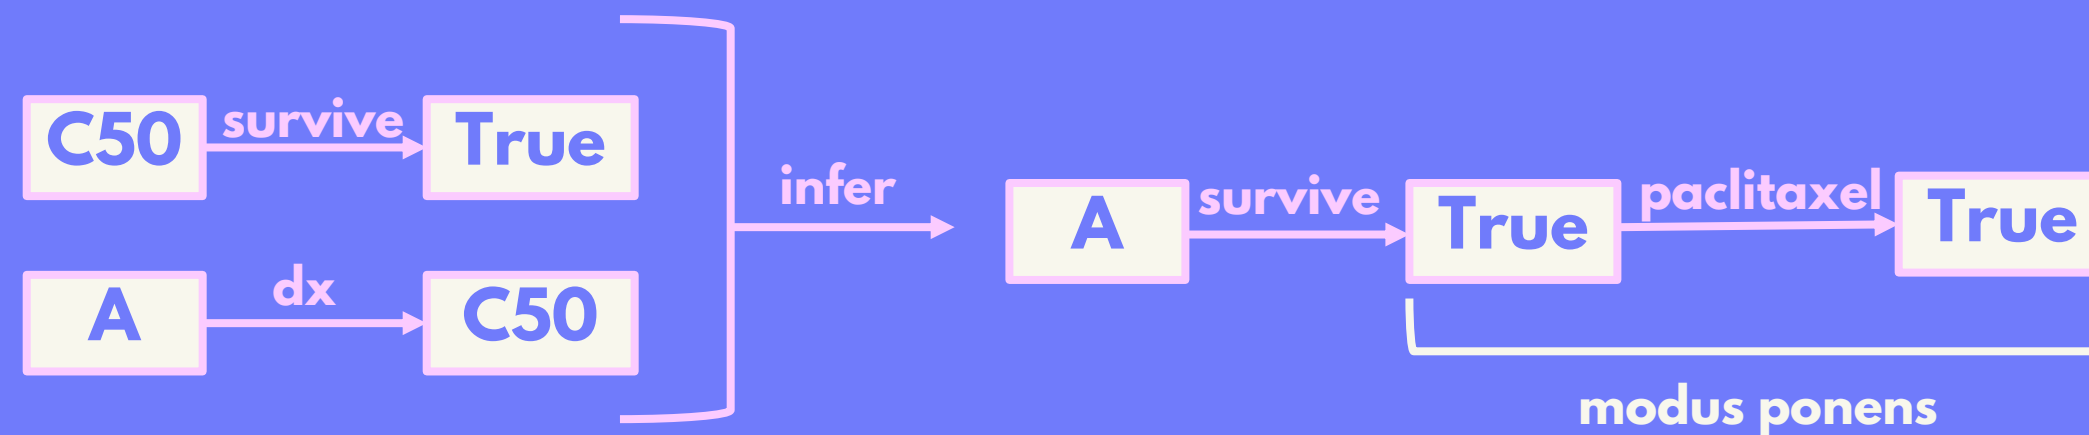 C50 survive True
A dx C50
infer
A survive True paclitaxel True
modus ponens